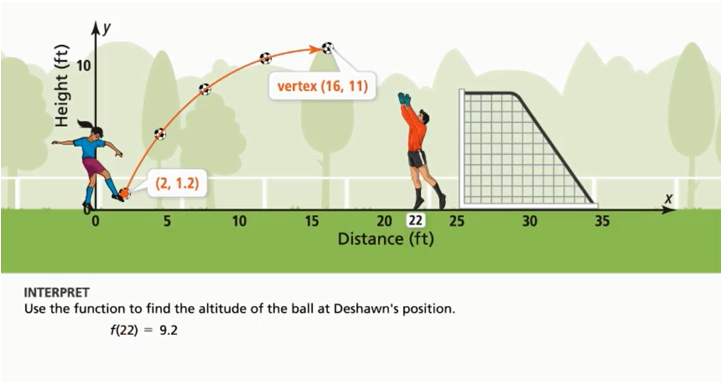 y
Height (ft)
10
vertex (16, 11)
(2, 1.2)
0
x
0 5 10 15 20 22 25 30 35
Distance (ft)
INTERPRET
Use the function to find the altitude of the ball at Deshawn's position.
f(22) = 9.2